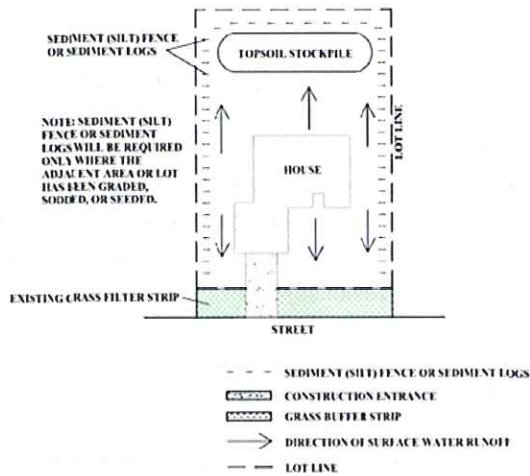 SEDIMENT (SILT) FENCE
OR SEDIMENT LOGS
TOPSOIL STOCKPILE
NOTE: SEDIMENT (SILT)
FENCE OR SEDIMENT
LOGS WILL BE REQUIRED
ONLY WHERE THE
ADJACENT AREA OR LOT
HAS BEEN GRADED,
SODDED, OR SEEDED.
LOT LINE
HOUSE
EXISTING GRASS FILTER STRIP
STREET
SEDIMENT (SILT) FENCE OR SEDIMENT LOGS
CONSTRUCTION ENTRANCE
GRASS BUFFER STRIP
DIRECTION OF SURFACE WATER RUNOFF
LOT LINE